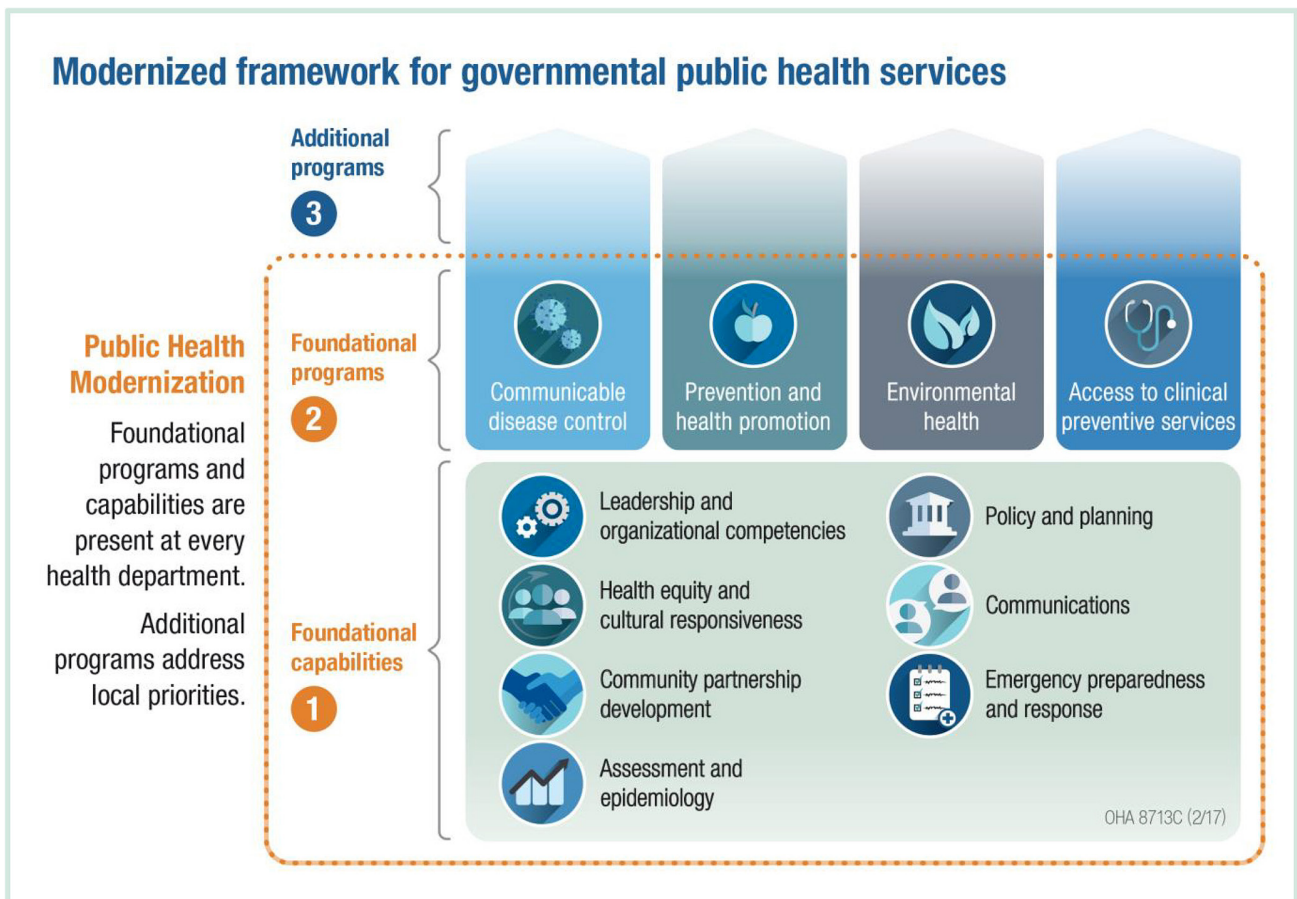 Modernized framework for governmental public health services
Additional
programs
3
Public Health
Modernization
Foundational
programs and
capabilities are
present at every
health department.
Additional
programs address
local priorities.
Foundational
programs
2
Communicable
disease control
Prevention and
health promotion
Environmental
health
Access to clinical
preventive services
Foundational
capabilities
1
Leadership and
organizational competencies
Health equity and
cultural responsiveness
Community partnership
development
Assessment and
epidemiology
Policy and planning
Communications
Emergency preparedness
and response
OHA 8713C (2/17)